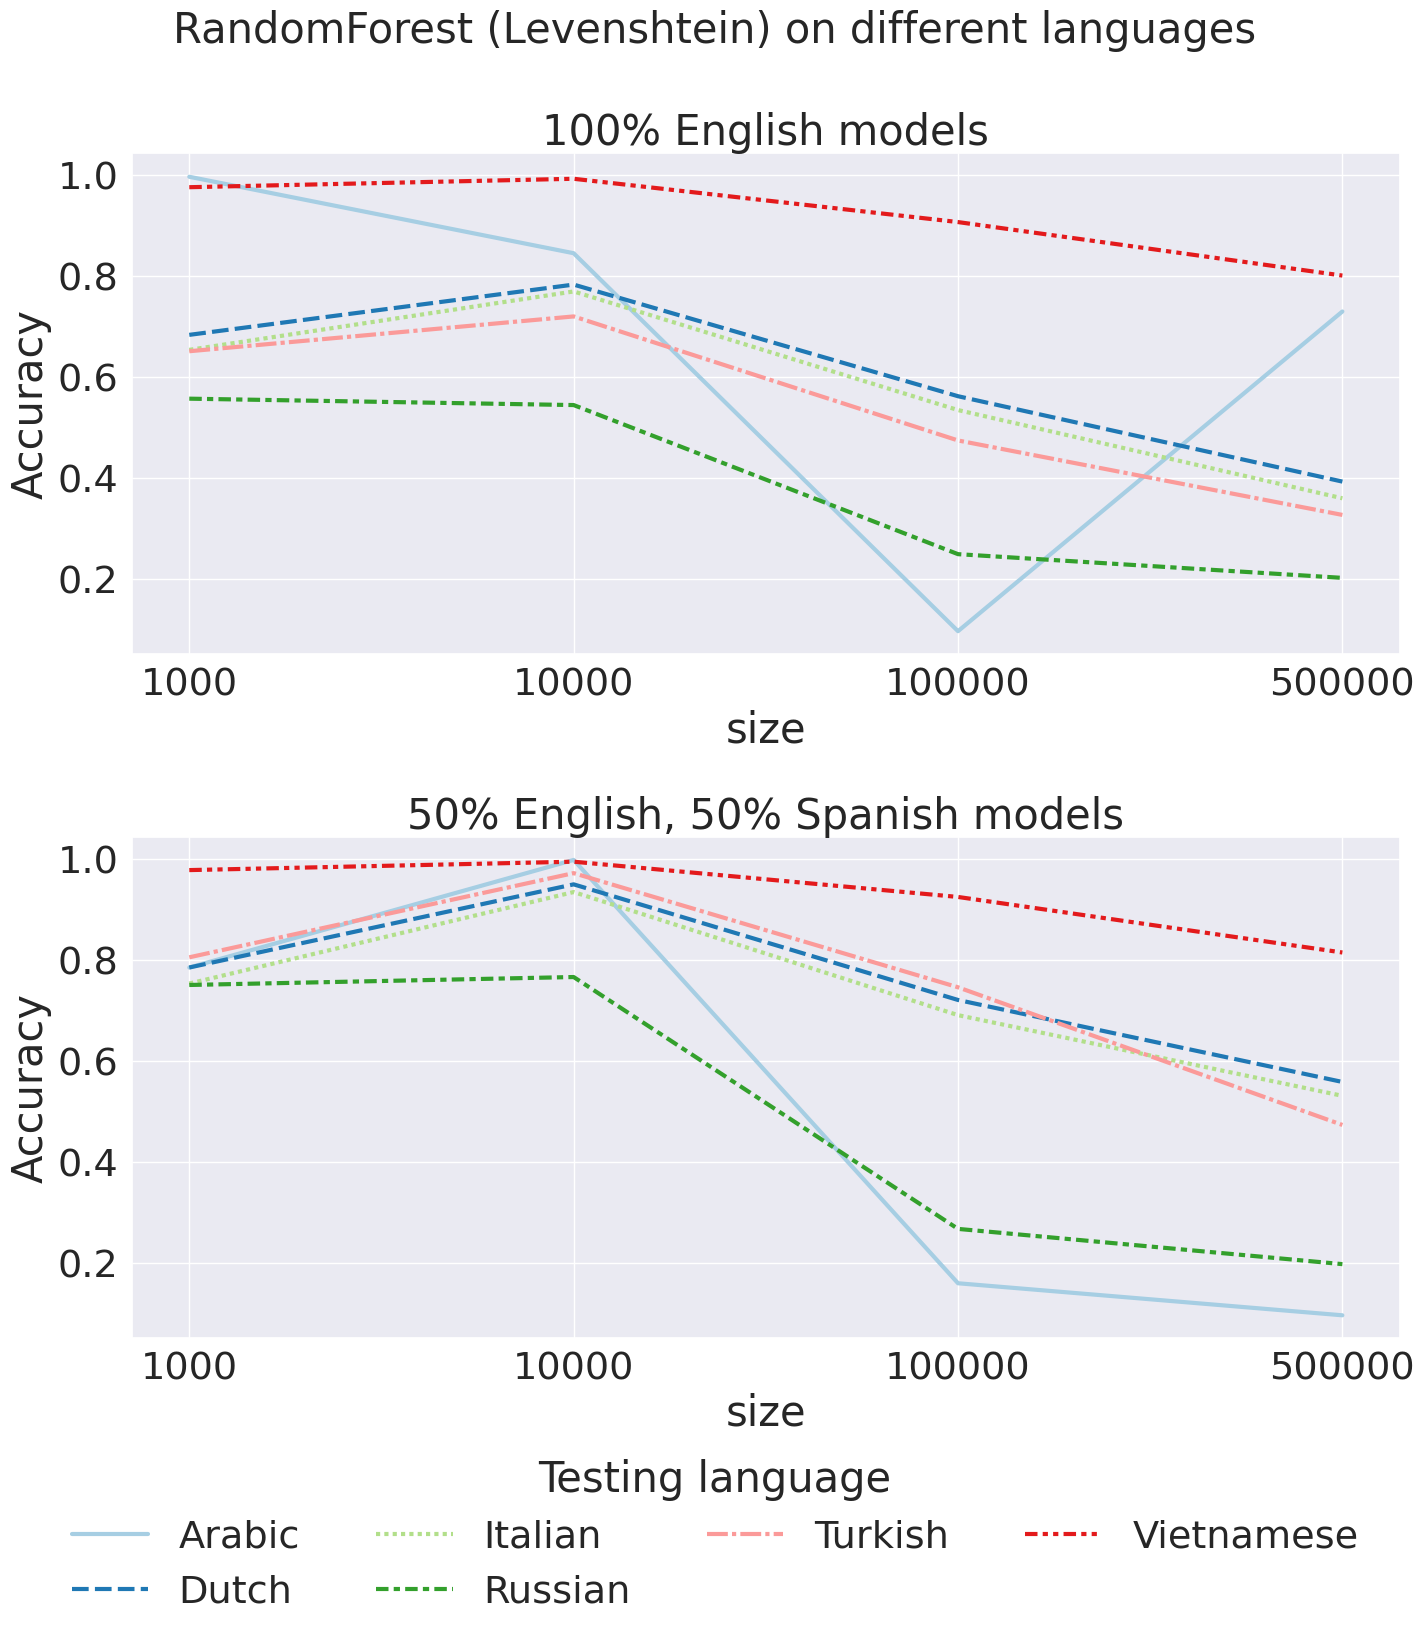 RandomForest (Levenshtein) on different languages
100% English models
1.0
0.8
0.6
0.4
0.2
Accuracy
1000 10000 100000 500000
size
50% English, 50% Spanish models
1.0
0.8
0.6
0.4
0.2
Accuracy
1000 10000 100000 500000
size
Testing language
Arabic Italian Turkish Vietnamese
Dutch Russian